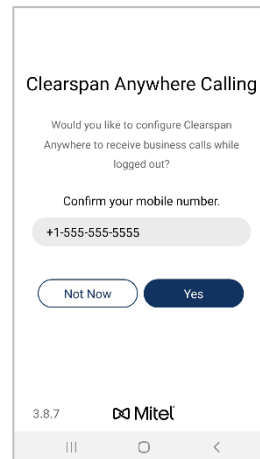 Clearspan Anywhere Calling
Would you like to configure Clearspan
Anywhere to receive business calls while
logged out?
Confirm your mobile number.
+1-555-555-5555
Not Now
Yes
3.8.7
Mitel